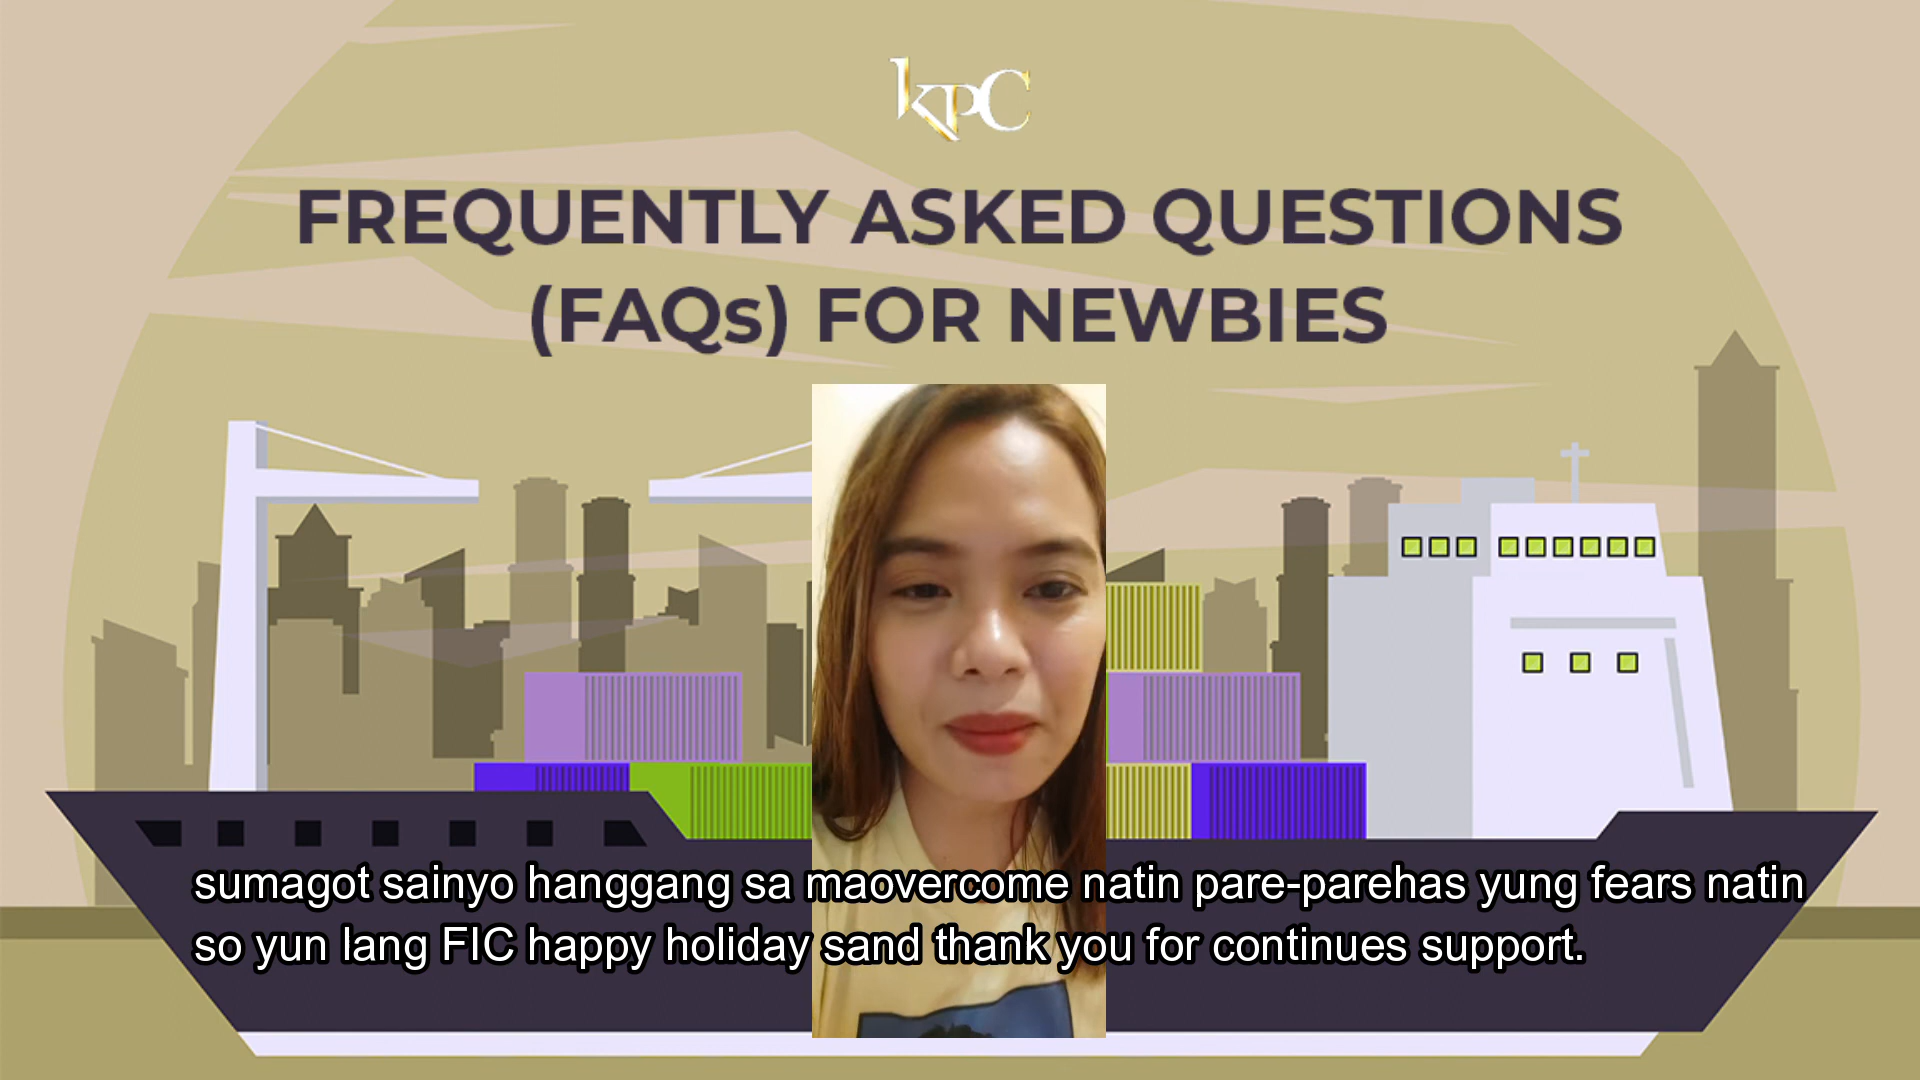 KPC
FREQUENTLY ASKED QUESTIONS
(FAQs) FOR NEWBIES
sumagot sainyo hanggang sa maovercome natin pare-parehas yung fears natin
so yun lang FIC happy holiday sand thank you for continues support.